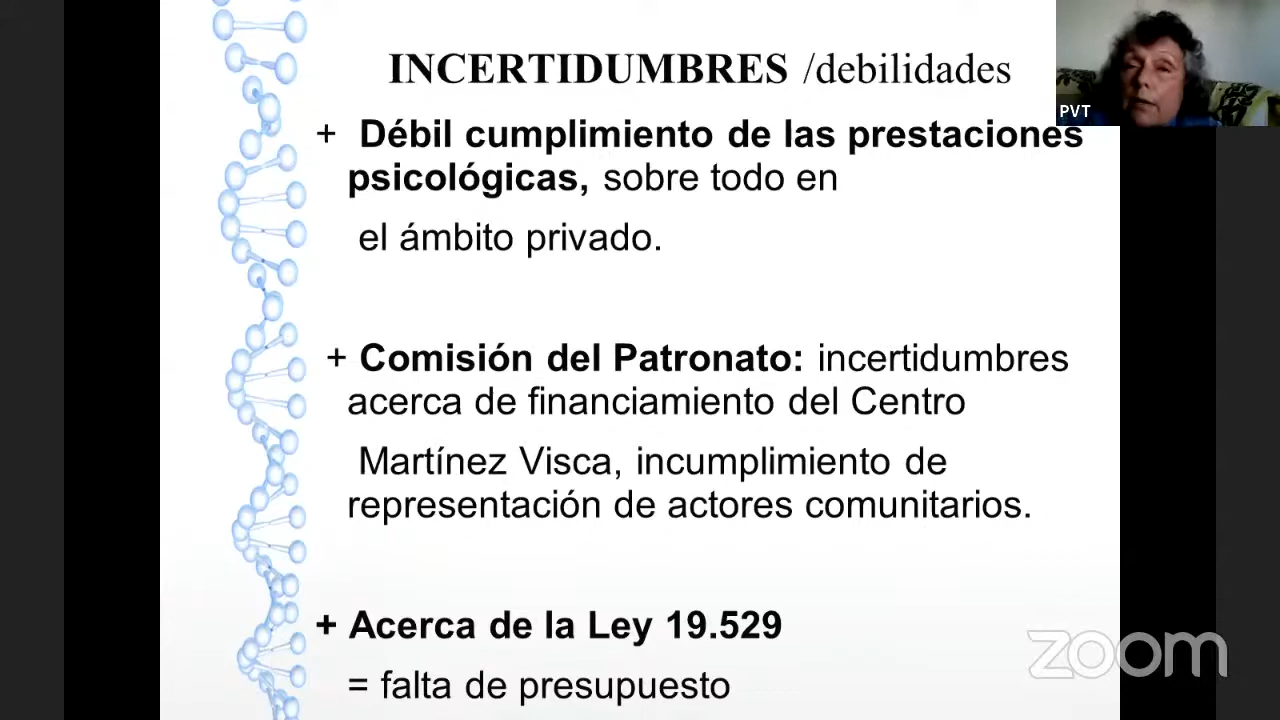 INCERTIDUMBRES /debilidades
PVT
+ Débil cumplimiento de las prestaciones
psicológicas, sobre todo en
el ámbito privado.
+ Comisión del Patronato: incertidumbres
acerca de financiamiento del Centro
Martínez Visca, incumplimiento de
representación de actores comunitarios.
+ Acerca de la Ley 19.529
= falta de presupuesto
zoom